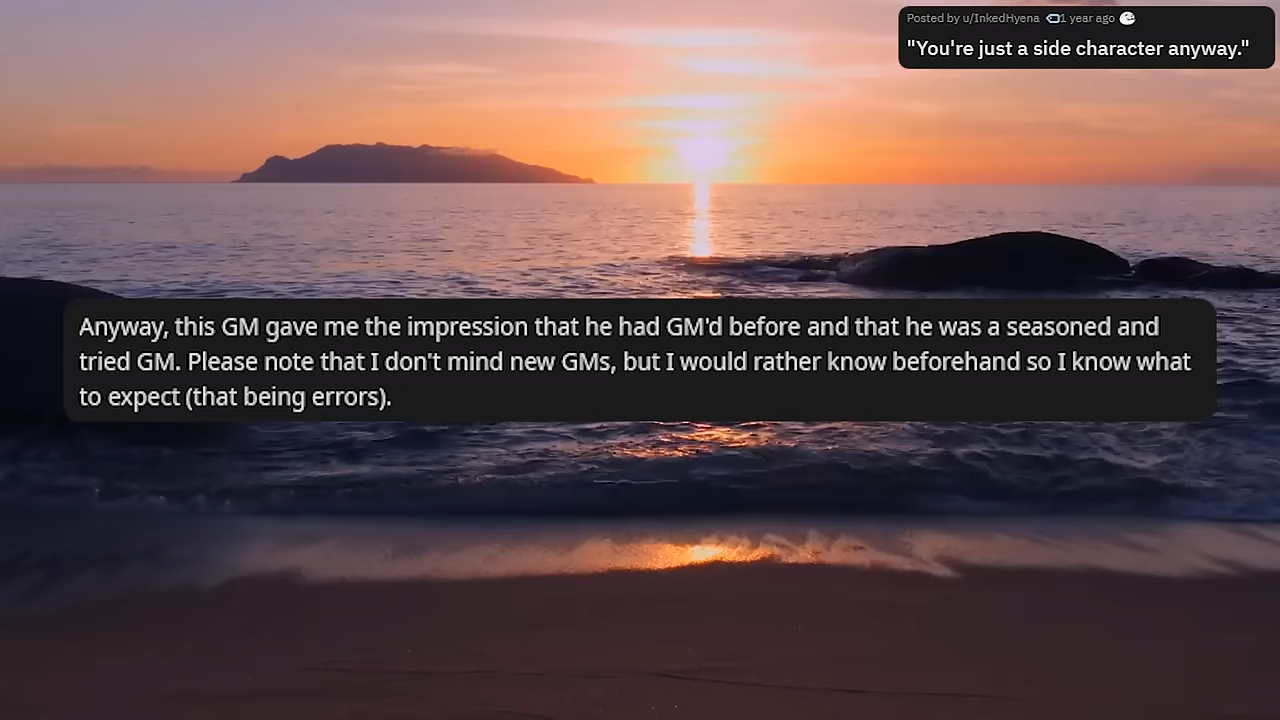 Posted by u/InkedHyena 1 year ago
"You're just a side character anyway."
Anyway, this GM gave me the impression that he had GM'd before and that he was a seasoned and
tried GM. Please note that I don't mind new GMs, but I would rather know beforehand so I know what
to expect (that being errors).